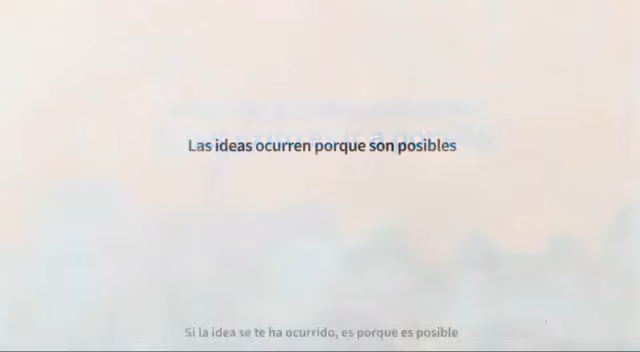 Las ideas ocurren porque son posibles
Si la idea se te ha ocurrido, es porque es posible